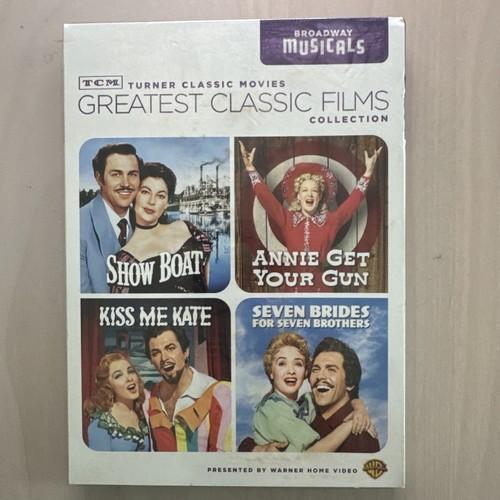 BROADWAY
MUSICALS
TCM TURNER CLASSIC MOVIES
GREATEST CLASSIC FILMS
COLLECTION
SHOW BOAT
ANNIE GET
YOUR GUN
KISS ME KATE
SEVEN BRIDES
FOR SEVEN BROTHERS
PRESENTED BY WARNER HOME VIDEO
WB